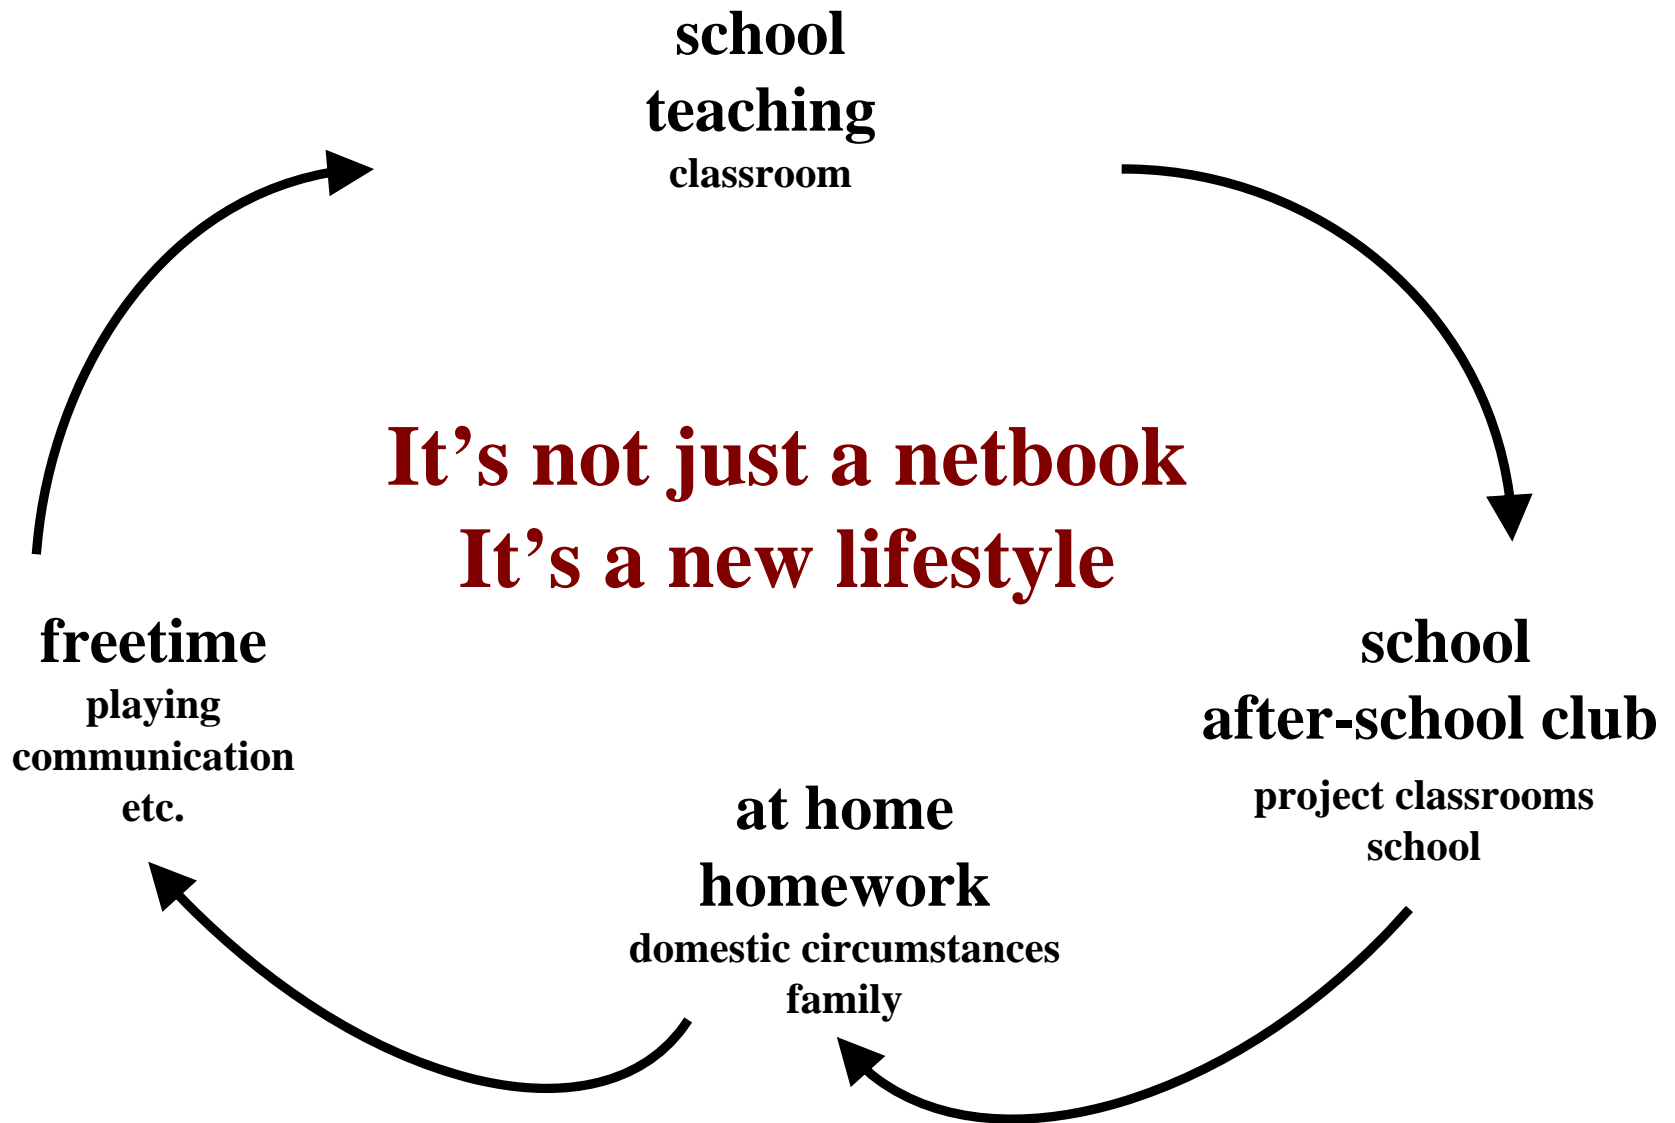 school
teaching
classroom
It’s not just a netbook
It’s a new lifestyle
freetime
playing
communication
etc.
school
after-school club
project classrooms
school
at home
homework
domestic circumstances
family